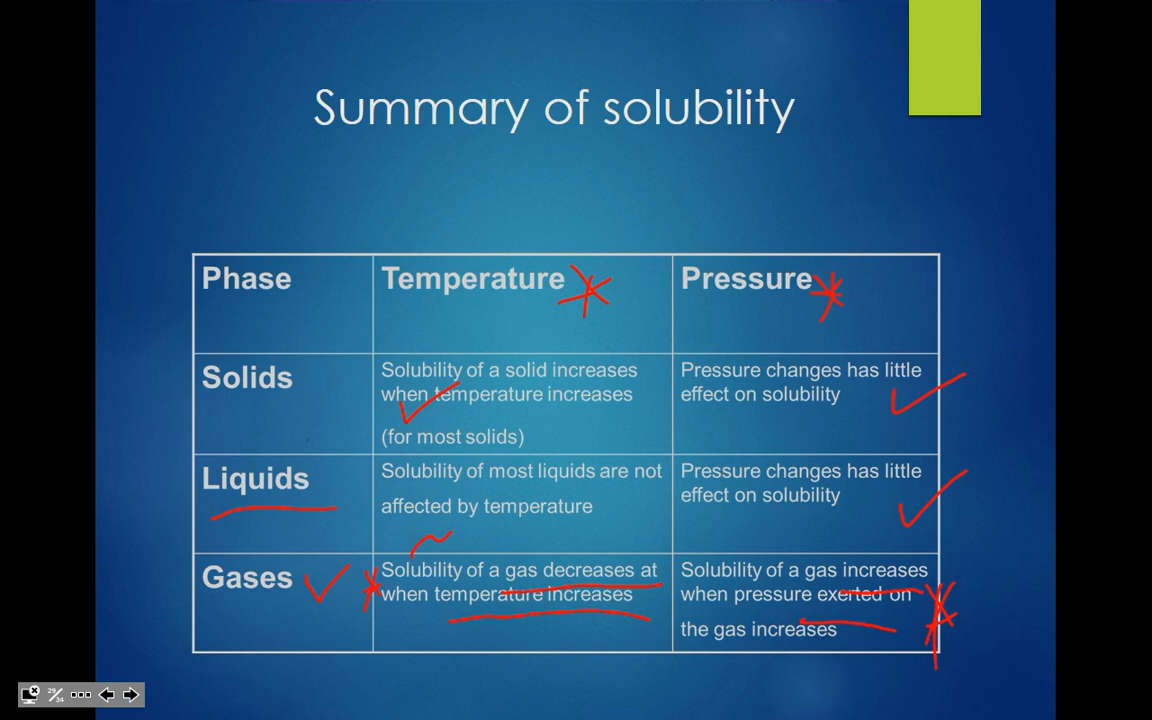 Summary of solubility
Phase
Temperature
Pressure
Solids
Solubility of a solid increases
when temperature increases
(for most solids)
Pressure changes has little
effect on solubility
Liquids
Solubility of most liquids are not
affected by temperature
Pressure changes has little
effect on solubility
Gases
Solubility of a gas decreases at
when temperature increases
Solubility of a gas increases
when pressure exerted on
the gas increases
29/34